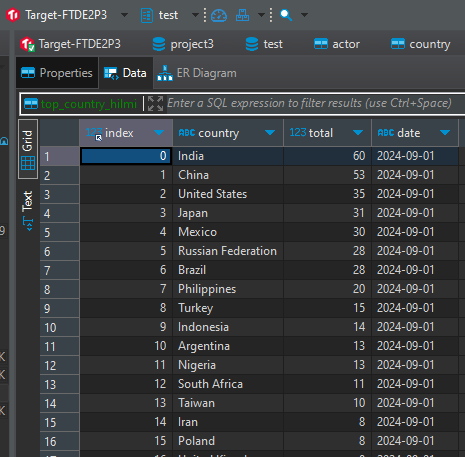 Target-FTDE2P3 test
Target-FTDE2P3 project3 test actor country
Properties Data ER Diagram
top_country_hilmi Enter a SQL expression to filter results (use Ctrl+Space)
Grid
Text
123 index ABC country 123 total ABC date
1 0 India 60 2024-09-01
2 1 China 53 2024-09-01
3 2 United States 35 2024-09-01
4 3 Japan 31 2024-09-01
5 4 Mexico 30 2024-09-01
6 5 Russian Federation 28 2024-09-01
7 6 Brazil 28 2024-09-01
8 7 Philippines 20 2024-09-01
9 8 Turkey 15 2024-09-01
10 9 Indonesia 14 2024-09-01
11 10 Argentina 13 2024-09-01
12 11 Nigeria 13 2024-09-01
13 12 South Africa 11 2024-09-01
14 13 Taiwan 10 2024-09-01
15 14 Iran 8 2024-09-01
16 15 Poland 8 2024-09-01